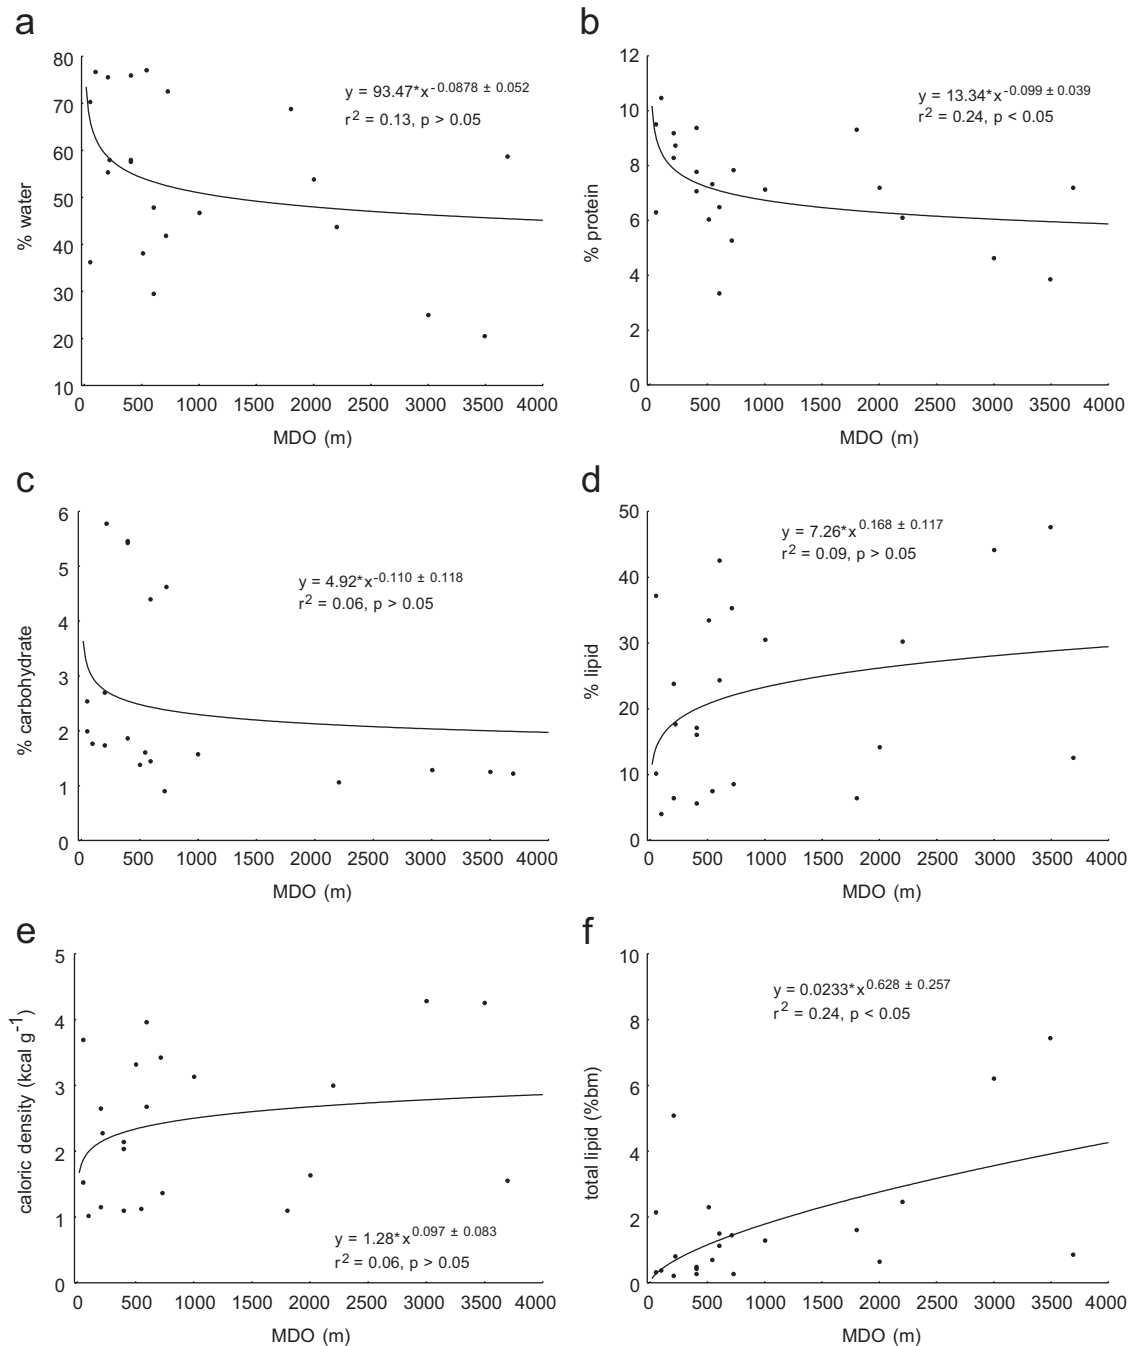 a
80
70
60
50
40
30
20
10
% water
y = 93.47*x-0.0878 ± 0.052
r2 = 0.13, p > 0.05
0 500 1000 2000 2500 3000 3500 4000
MDO (m)
b
12
10
8
6
4
2
0
% protein
y = 13.34*x-0.099 ± 0.039
r2 = 0.24, p < 0.05
0 500 1000 1500 2000 2500 3000 3500 4000
MDO (m)
c
6
5
4
3
2
1
0
% carbohydrate
y = 4.92*x-0.110 ± 0.118
r2 = 0.06, p > 0.05
0 500 1000 1500 2000 2500 3000 3500 4000
MDO (m)
d
50
40
30
20
10
0
% lipid
y = 7.26*x0.168 ± 0.117
r2 = 0.09, p > 0.05
0 500 1000 1500 2000 2500 3000 3500 4000
MDO (m)
e
5
4
3
2
1
0
caloric density (kcal g-1)
y = 1.28*x0.097 ± 0.083
r2 = 0.06, p > 0.05
0 500 1000 1500 2000 2500 3000 3500 4000
MDO (m)
f
10
8
6
4
2
0
total lipid (%bm)
y = 0.0233*x0.628 ± 0.257
r2 = 0.24, p < 0.05
0 500 1000 1500 2000 2500 3000 3500 4000
MDO (m)